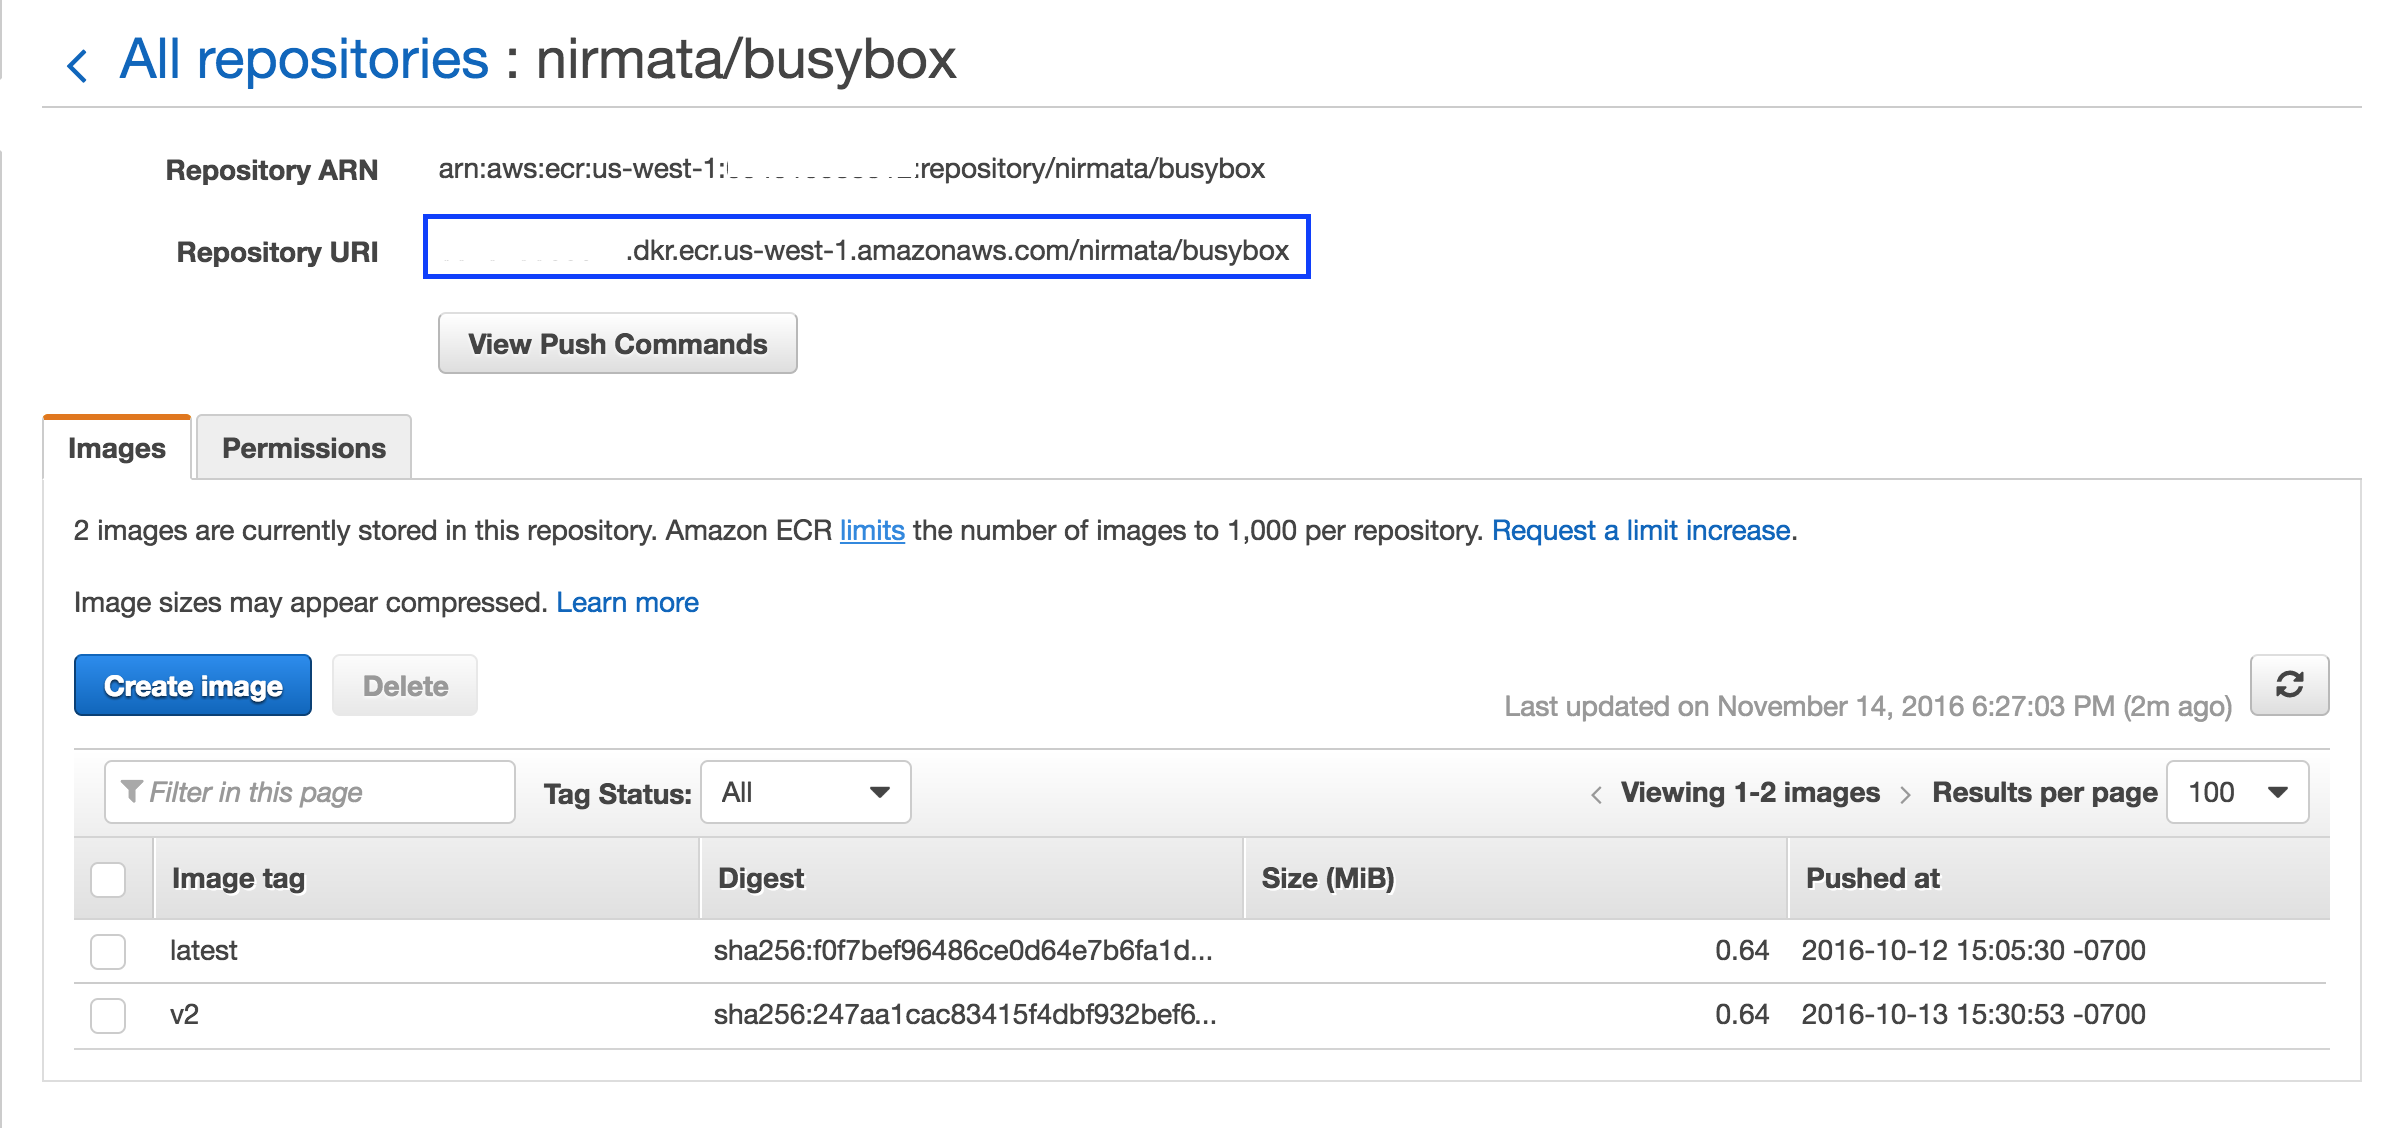 All repositories : nirmata/busybox
Repository ARN arn:aws:ecr:us-west-1: :repository/nirmata/busybox
Repository URI .dkr.ecr.us-west-1.amazonaws.com/nirmata/busybox
View Push Commands
Images Permissions
2 images are currently stored in this repository. Amazon ECR limits the number of images to 1,000 per repository. Request a limit increase.
Image sizes may appear compressed. Learn more
Create image Delete
Last updated on November 14, 2016 6:27:03 PM (2m ago)
Filter in this page Tag Status: All Viewing 1-2 images Results per page 100
Image tag Digest Size (MiB) Pushed at
latest sha256:f0f7bef96486ce0d64e7b6fa1d... 0.64 2016-10-12 15:05:30 -0700
v2 sha256:247aa1cac83415f4dbf932bef6... 0.64 2016-10-13 15:30:53 -0700